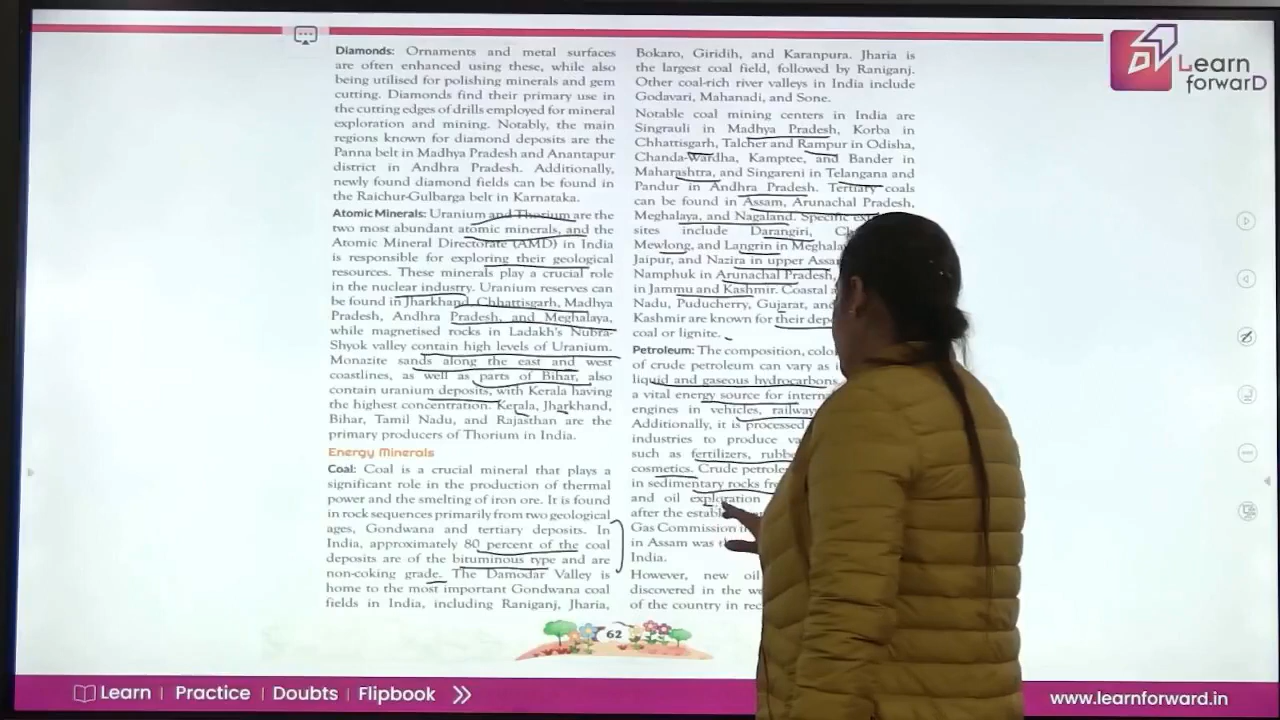 Learn
forwarD
Diamonds: Ornaments and metal surfaces
are often enhanced using these, while also
being utilised for polishing minerals and gem
cutting. Diamonds find their primary use in
the cutting edges of drills employed for mineral
exploration and mining. Notably, the main
regions known for diamond deposits are the
Panna belt in Madhya Pradesh and Anantapur
district in Andhra Pradesh. Additionally,
newly found diamond fields can be found in
the Raichur-Gulbarga belt in Karnataka.
Atomic Minerals: Uranium and Thorium are the
two most abundant atomic minerals, and the
Atomic Mineral Directorate (AMD) in India
is responsible for exploring their geological
resources. These minerals play a crucial role
in the nuclear industry. Uranium reserves can
be found in Jharkhand, Chhattisgarh, Madhya
Pradesh, Andhra Pradesh, and Meghalaya,
while magnetised rocks in Ladakh's Nubra-
Shyok valley contain high levels of Uranium.
Monazite sands along the east and west
coastlines, as well as parts of Bihar, also
contain uranium deposits, with Kerala having
the highest concentration. Kerala, Jharkhand,
Bihar, Tamil Nadu, and Rajasthan are the
primary producers of Thorium in India.
Energy Minerals
Coal: Coal is a crucial mineral that plays a
significant role in the production of thermal
power and the smelting of iron ore. It is found
in rock sequences primarily from two geological
ages, Gondwana and tertiary deposits. In
India, approximately 80 percent of the coal
deposits are of the bituminous type and are
non-coking grade. The Damodar Valley is
home to the most important Gondwana coal
fields in India, including Raniganj, Jharia,
Bokaro, Giridih, and Karanpura. Jharia is
the largest coal field, followed by Raniganj.
Other coal-rich river valleys in India include
Godavari, Mahanadi, and Sone.
Notable coal mining centers in India are
Singrauli in Madhya Pradesh, Korba in
Chhattisgarh, Talcher and Rampur in Odisha,
Chanda-Wardha, Kamptee, and Bander in
Maharashtra, and Singareni in Telangana and
Pandur in Andhra Pradesh. Tertiary coals
can be found in Assam, Arunachal Pradesh,
Meghalaya, and Nagaland. Specific
sites include Darangiri,
Mewlong, and Langrin in
Jaipur, and Nazira in upper
Namphuk in Arunachal Pradesh,
in Jammu and Kashmir. Coastal
Nadu, Puducherry, Gujarat, and
Kashmir are known for their
coal or lignite.
Petroleum: The composition,
of crude petroleum can vary as
liquid and gaseous hydrocarbons
a vital energy source for
engines in vehicles,
Additionally, it is processed
industries to produce
such as fertilizers,
cosmetics. Crude
in sedimentary rocks
and oil exploration
after the
Gas Commission
in Assam was
India.
However, new oil
discovered in the
of the country in
62
Learn | Practice | Doubts | Flipbook
www.learnforward.in